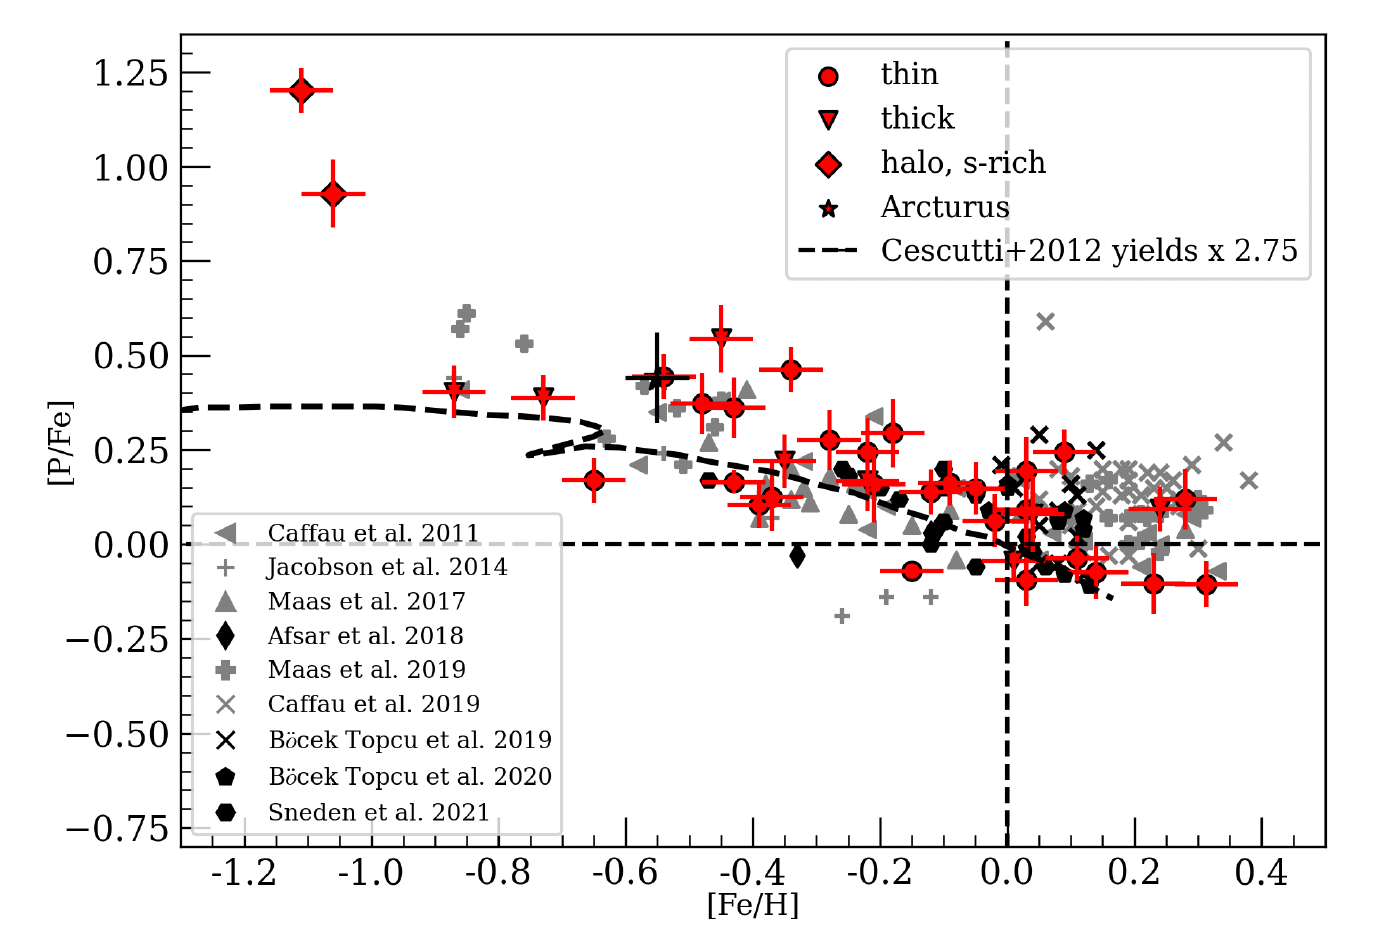 1.25
1.00
0.75
0.50
0.25
0.00
−0.25
−0.50
−0.75
[P/Fe]
thin
thick
halo, s-rich
Arcturus
Cescutti+2012 yields x 2.75
Caffau et al. 2011
Jacobson et al. 2014
Maas et al. 2017
Afsar et al. 2018
Maas et al. 2019
Caffau et al. 2019
Böcek Topcu et al. 2019
Böcek Topcu et al. 2020
Sneden et al. 2021
-1.2 -1.0 -0.8 -0.6 -0.4 -0.2 0.0 0.2 0.4
[Fe/H]